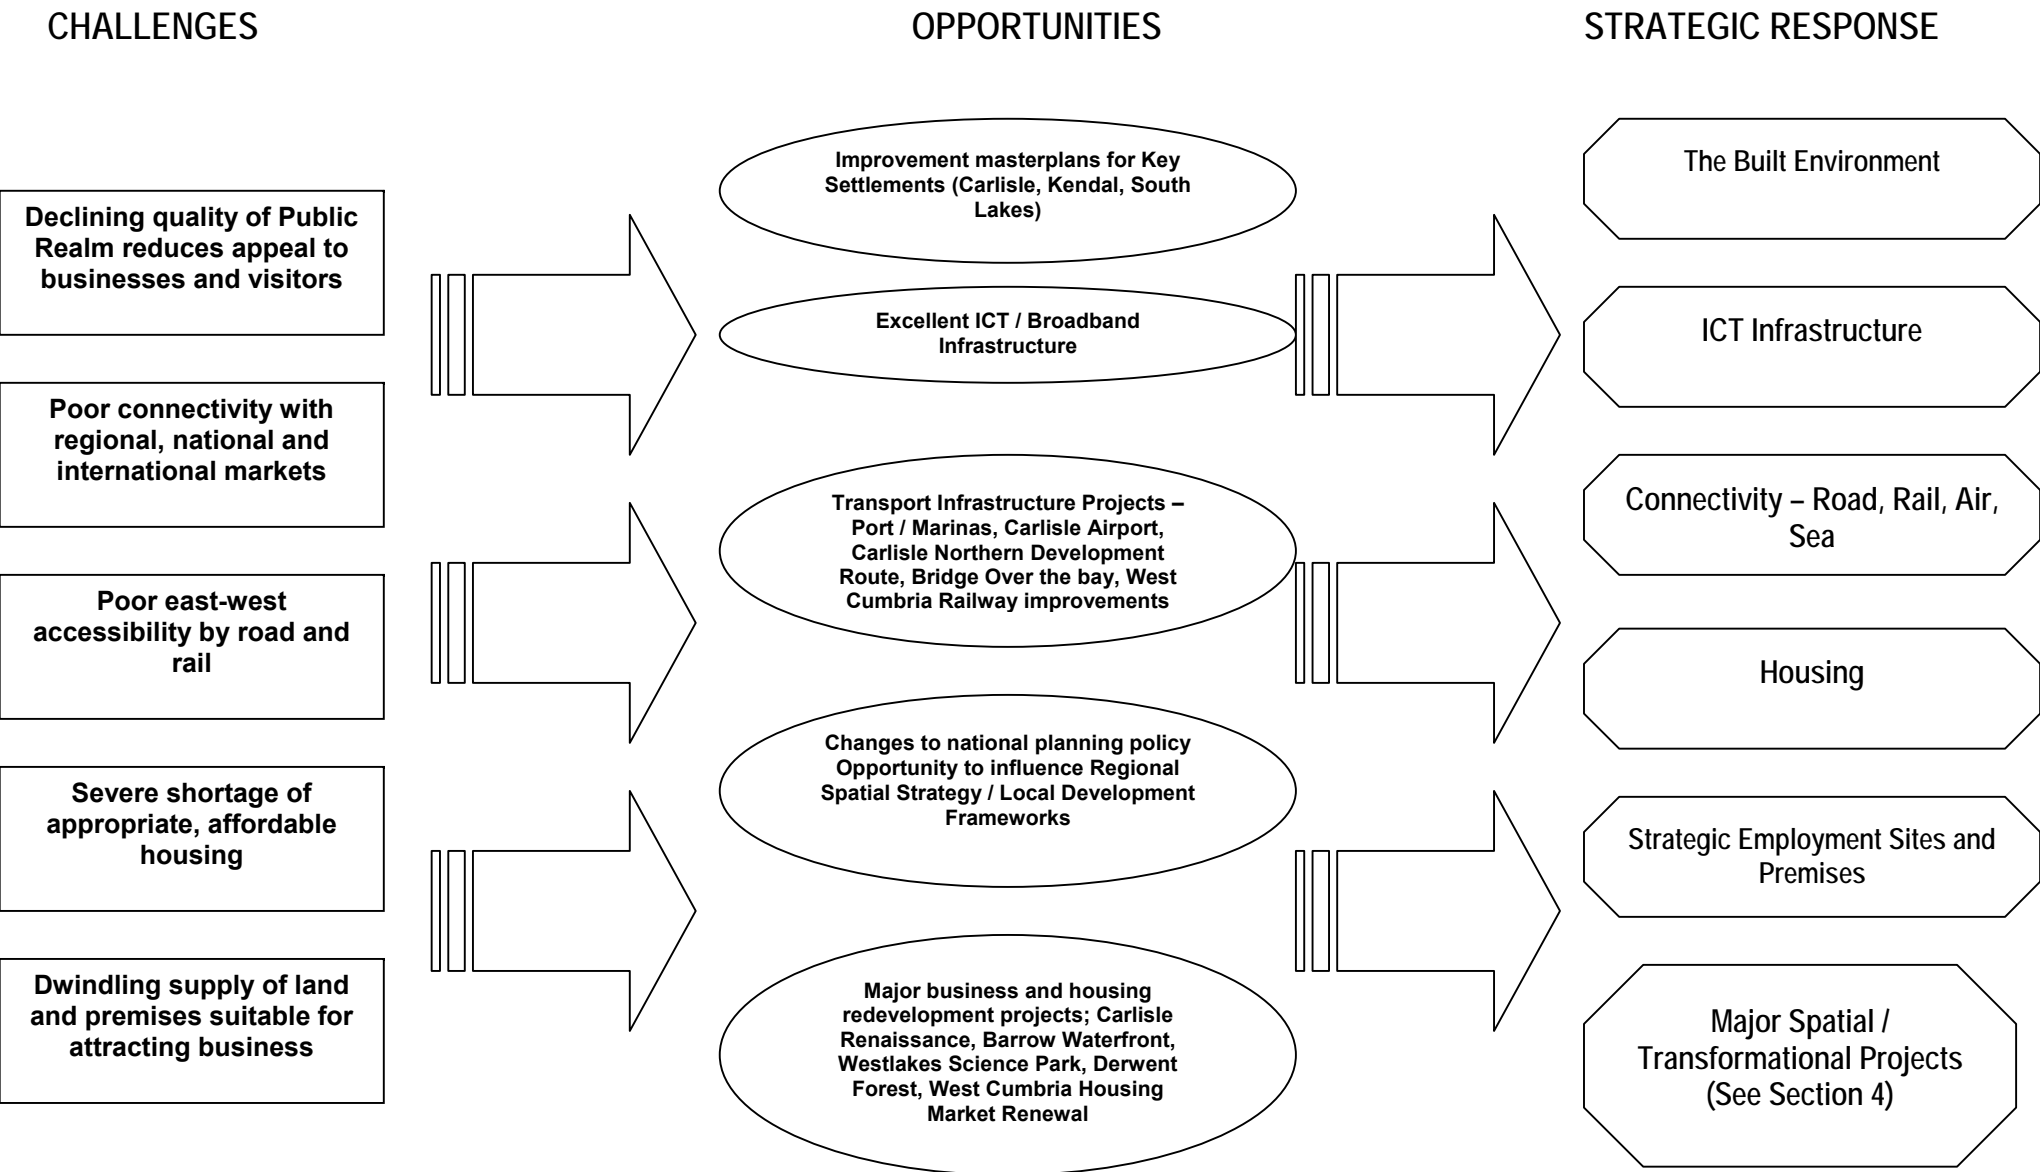 CHALLENGES
OPPORTUNITIES
STRATEGIC RESPONSE
Declining quality of Public
Realm reduces appeal to
businesses and visitors
Poor connectivity with
regional, national and
international markets
Poor east-west
accessibility by road and
rail
Severe shortage of
appropriate, affordable
housing
Dwindling supply of land
and premises suitable for
attracting business
Improvement masterplans for Key
Settlements (Carlisle, Kendal, South
Lakes)
Excellent ICT / Broadband
Infrastructure
Transport Infrastructure Projects –
Port / Marinas, Carlisle Airport,
Carlisle Northern Development
Route, Bridge Over the bay, West
Cumbria Railway improvements
Changes to national planning policy
Opportunity to influence Regional
Spatial Strategy / Local Development
Frameworks
Major business and housing
redevelopment projects; Carlisle
Renaissance, Barrow Waterfront,
Westlakes Science Park, Derwent
Forest, West Cumbria Housing
Market Renewal
The Built Environment
ICT Infrastructure
Connectivity – Road, Rail, Air,
Sea
Housing
Strategic Employment Sites and
Premises
Major Spatial /
Transformational Projects
(See Section 4)